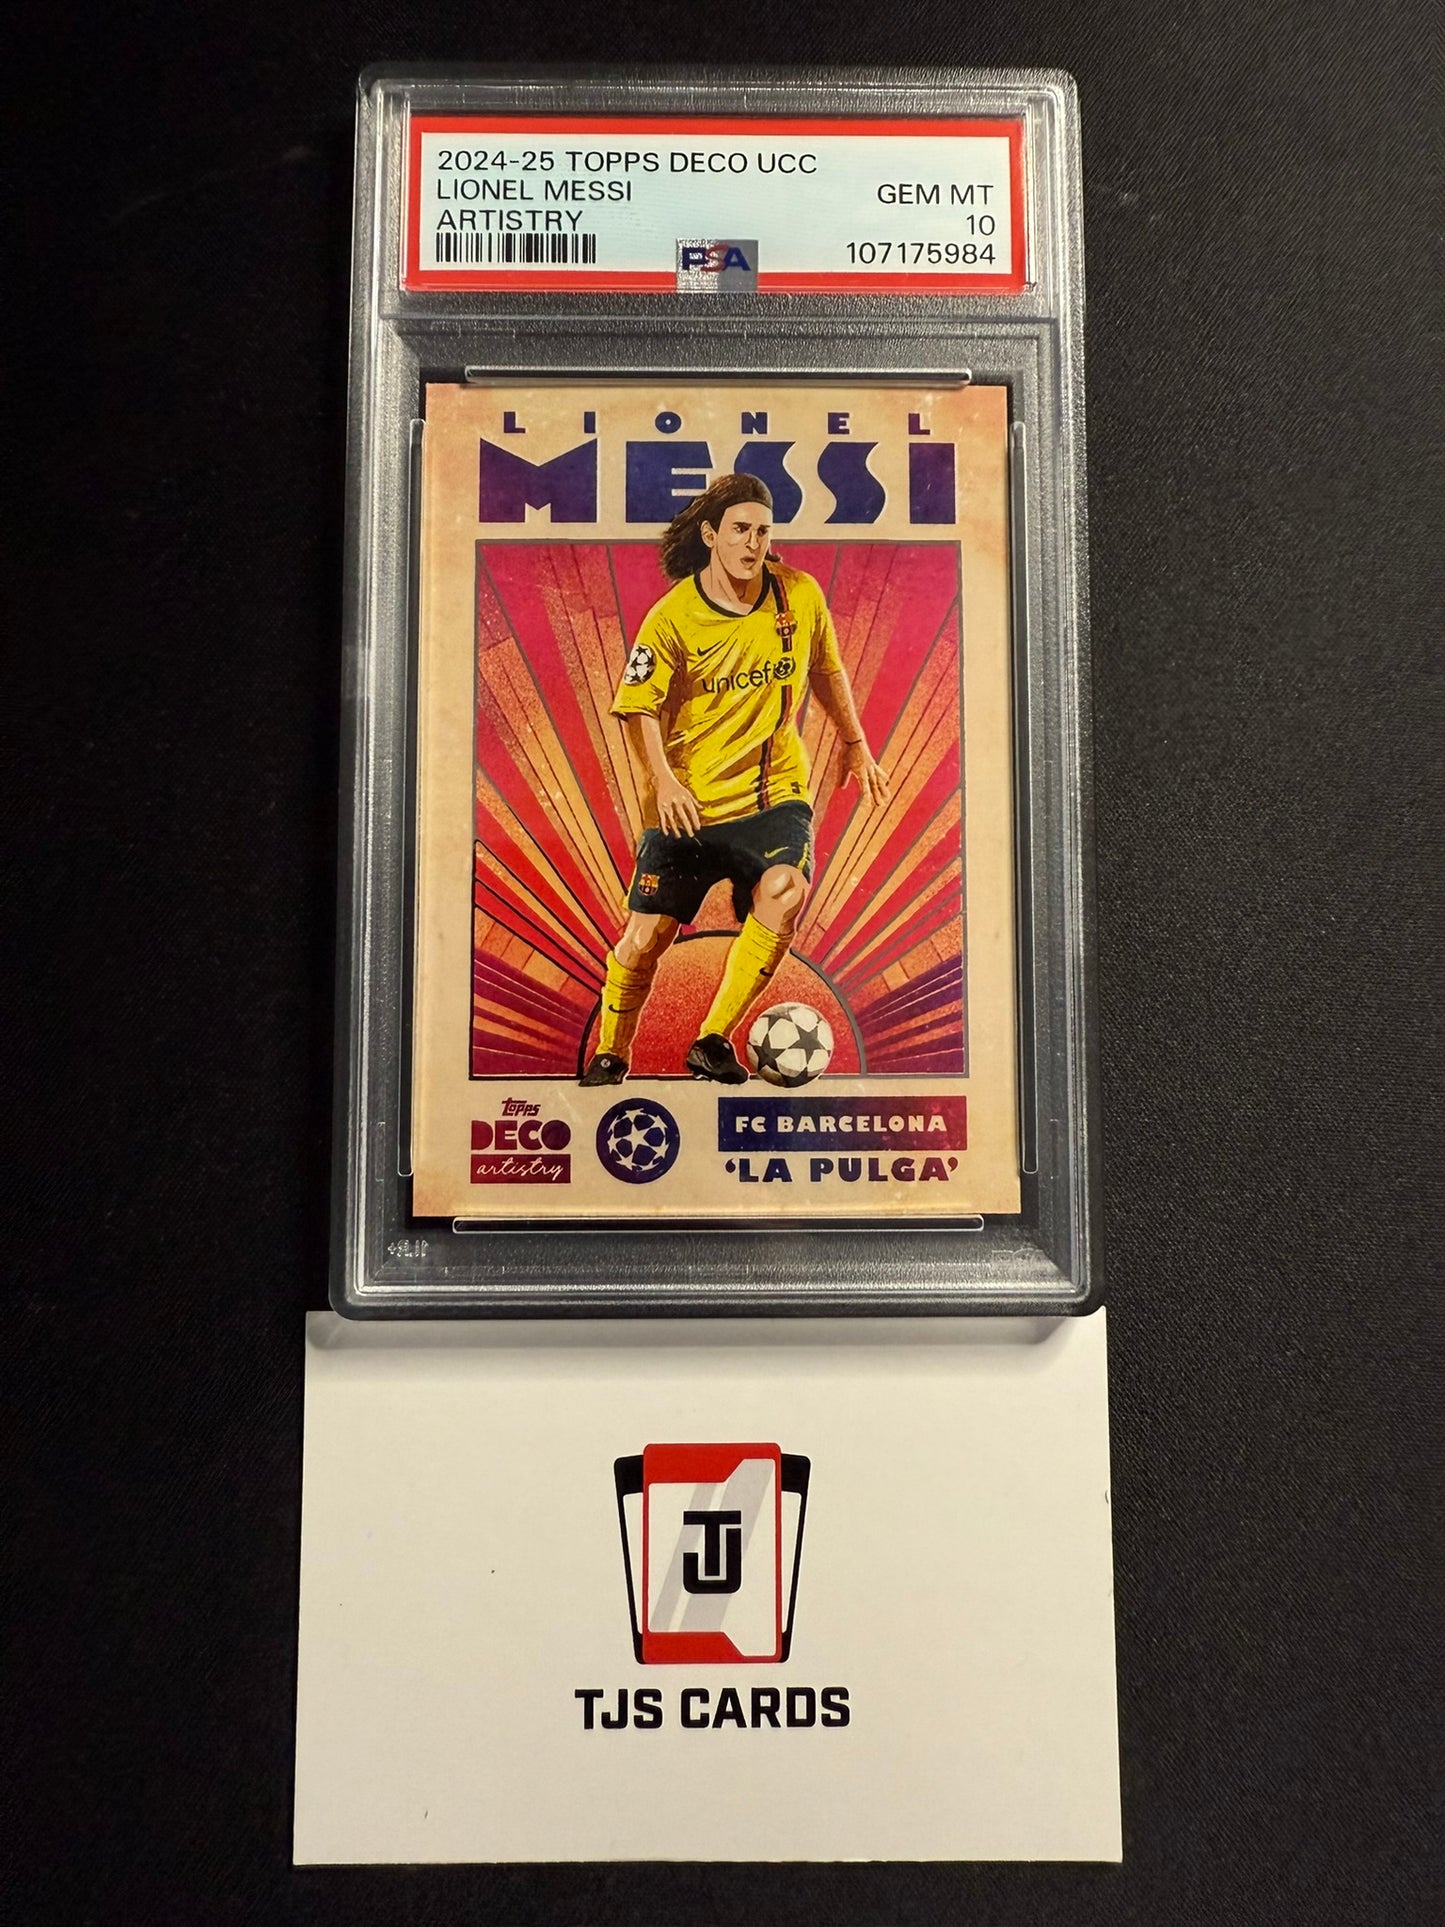 2024-25 TOPPS DECO UCC
LIONEL MESSI
ARTISTRY
GEM MT
10
107175984
PSA
LIONEL
MESSI
unicef
topps
DECO
artistry
FC BARCELONA
'LA PULGA'
TJ
TJS CARDS